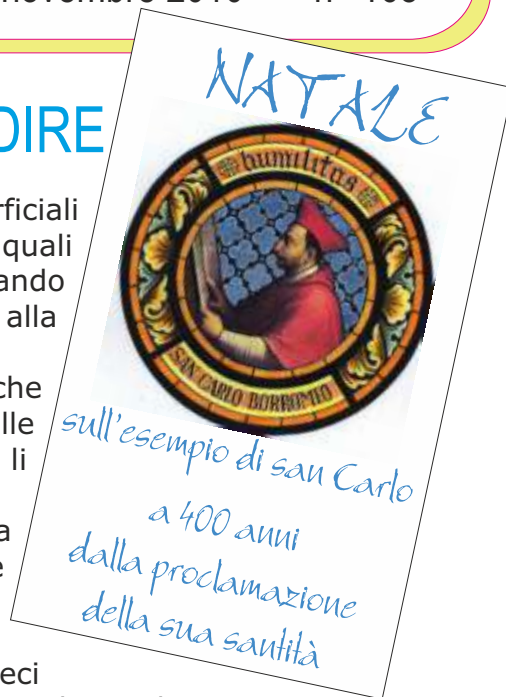 novembre 2010
DIRE
rficiali
quali
ando
alla
che
lle
li
a
e
eci
NATALE
humilitas
SAN CARLO BORROMEO
sull'esempio di san Carlo
a 400 anni
dalla proclamazione
della sua santità